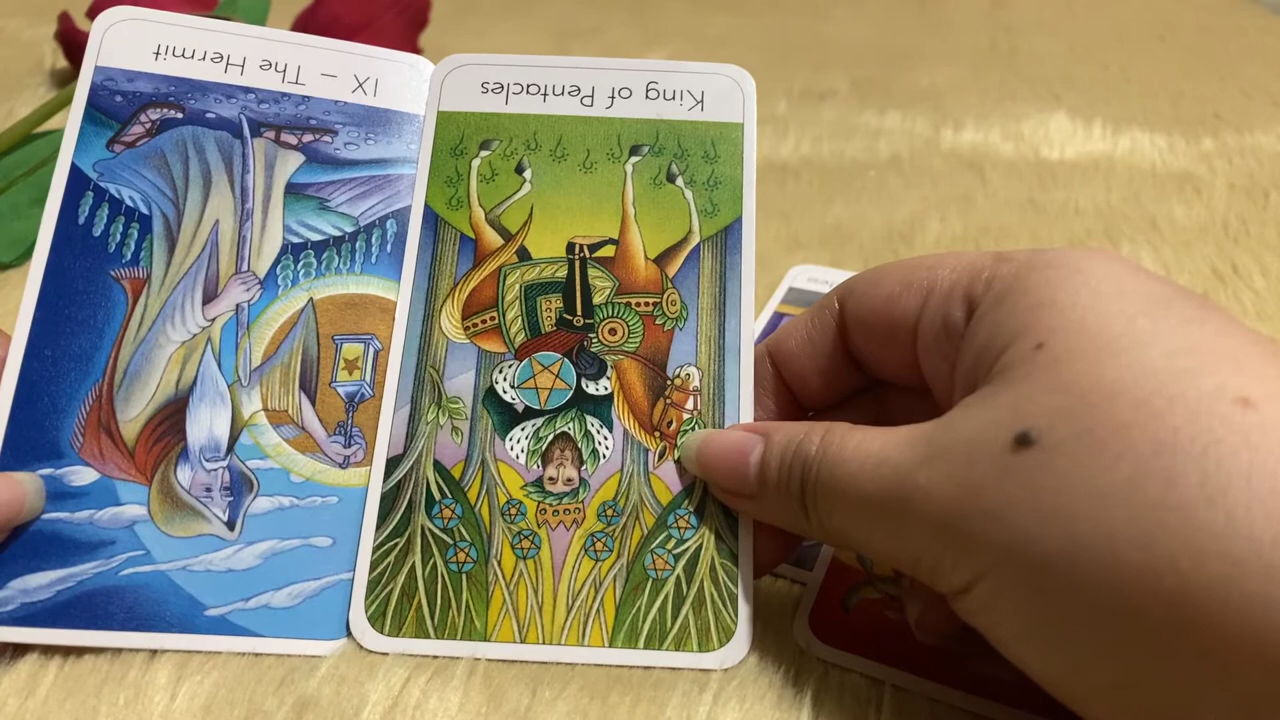 IX – The Hermit
King of Pentacles